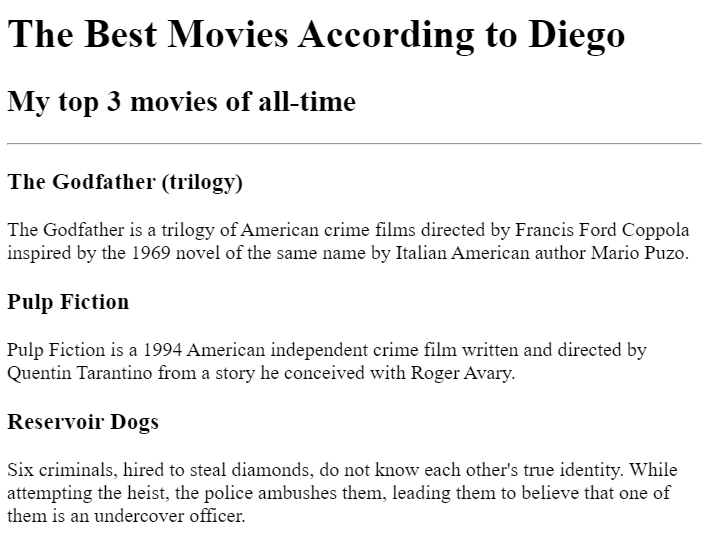 The Best Movies According to Diego
My top 3 movies of all-time
The Godfather (trilogy)
The Godfather is a trilogy of American crime films directed by Francis Ford Coppola
inspired by the 1969 novel of the same name by Italian American author Mario Puzo.
Pulp Fiction
Pulp Fiction is a 1994 American independent crime film written and directed by
Quentin Tarantino from a story he conceived with Roger Avary.
Reservoir Dogs
Six criminals, hired to steal diamonds, do not know each other's true identity. While
attempting the heist, the police ambushes them, leading them to believe that one of
them is an undercover officer.